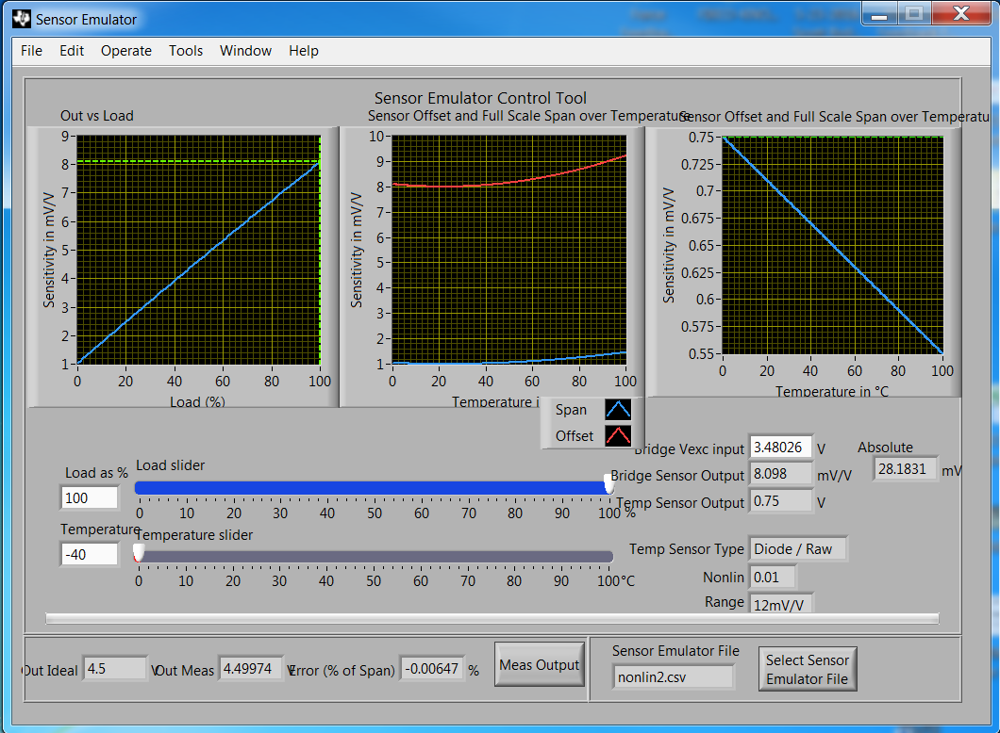 Sensor Emulator
File Edit Operate Tools Window Help
Sensor Emulator Control Tool
Out vs Load
Sensor Offset and Full Scale Span over Temperature
Sensor Offset and Full Scale Span over Temperatu
Sensitivity in mV/V
9
8
7
6
5
4
3
2
1
0 20 40 60 80 100
Load (%)
Sensitivity in mV/V
10
9
8
7
6
5
4
3
2
1
0 20 40 60 80 100
Temperature i
Span
Offset
Sensitivity in mV/V
0.75
0.725
0.7
0.675
0.65
0.625
0.6
0.575
0.55
0 20 40 60 80 100
Temperature in °C
Load as %
100
Load slider
0 10 20 30 40 50 60 70 80 90 100 %
Temperature
-40
Temperature slider
0 10 20 30 40 50 60 70 80 90 100°C
Bridge Vexc input 3.48026 V
Bridge Sensor Output 8.098 mV/V
Temp Sensor Output 0.75 V
Absolute
28.1831 mV
Temp Sensor Type Diode / Raw
Nonlin 0.01
Range 12mV/V
Out Ideal 4.5 V
Out Meas 4.49974 V
Error (% of Span) -0.00647 %
Meas Output
Sensor Emulator File
nonlin2.csv
Select Sensor
Emulator File